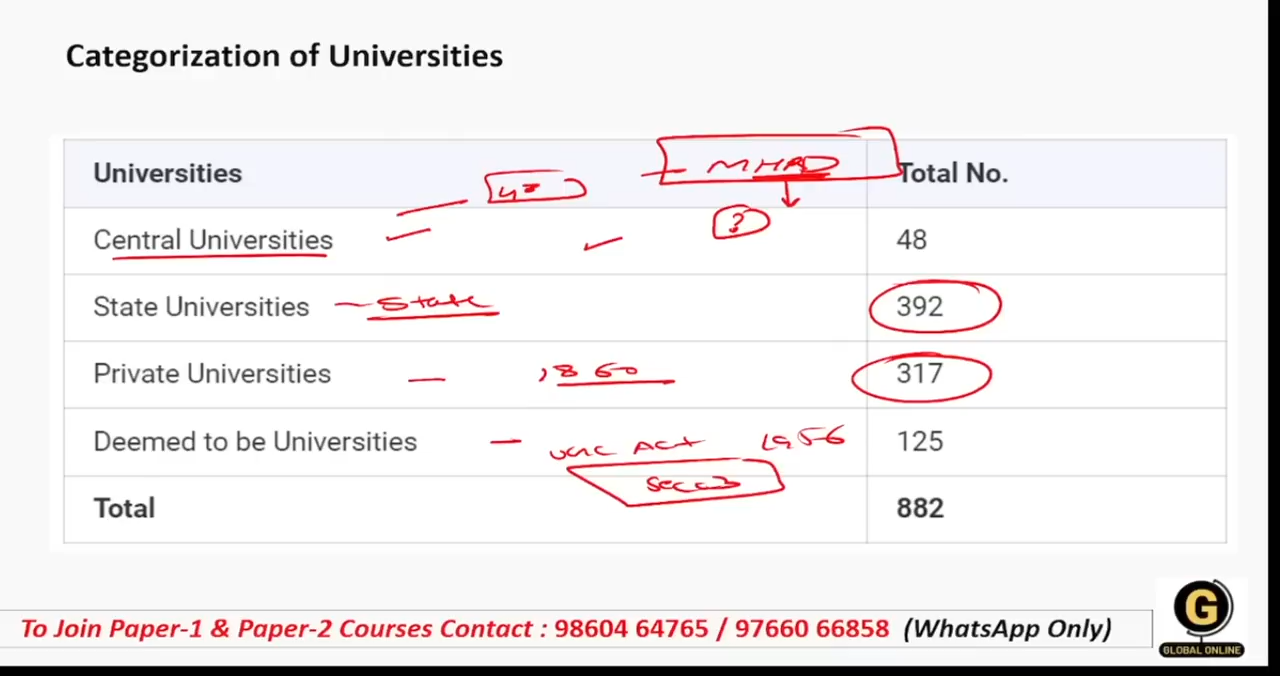 Categorization of Universities
Universities
MHRD
Total No.
Central Universities
?
48
State Universities
State
392
Private Universities
1860
317
Deemed to be Universities
UGC Act 1956
125
Sec 3
Total
882
To Join Paper-1 & Paper-2 Courses Contact : 98604 64765 / 97660 66858 (WhatsApp Only)
G
GLOBAL ONLINE